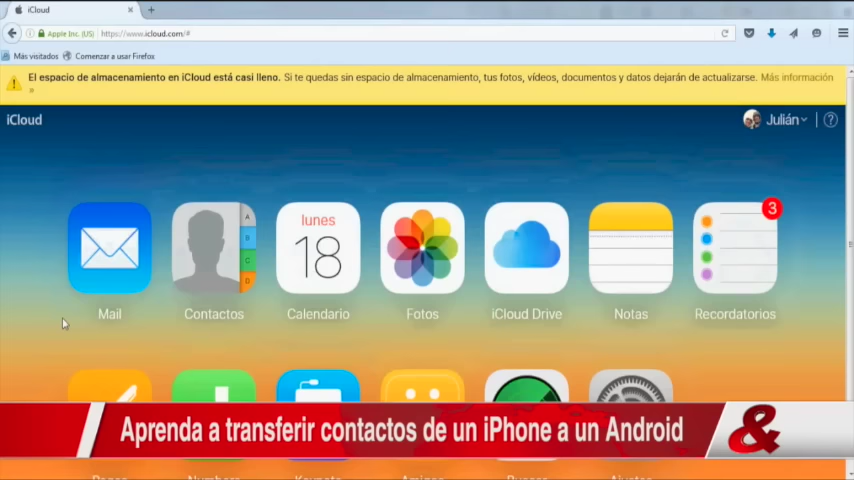 iCloud
Apple Inc. (US) https://www.icloud.com/#
Más visitados Comenzar a usar Firefox
El espacio de almacenamiento en iCloud está casi lleno. Si te quedas sin espacio de almacenamiento, tus fotos, vídeos, documentos y datos dejarán de actualizarse. Más información
»
iCloud Julián ?
A
B
C
D
lunes
18
3
Mail Contactos Calendario Fotos iCloud Drive Notas Recordatorios
Aprenda a transferir contactos de un iPhone a un Android &